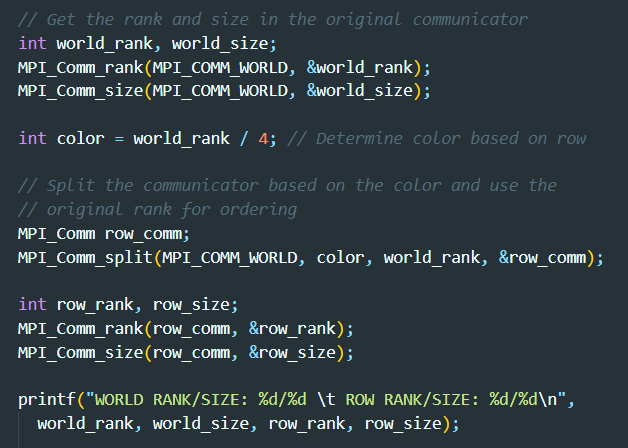 // Get the rank and size in the original communicator
int world_rank, world_size;
MPI_Comm_rank(MPI_COMM_WORLD, &world_rank);
MPI_Comm_size(MPI_COMM_WORLD, &world_size);
int color = world_rank / 4; // Determine color based on row
// Split the communicator based on the color and use the
// original rank for ordering
MPI_Comm row_comm;
MPI_Comm_split(MPI_COMM_WORLD, color, world_rank, &row_comm);
int row_rank, row_size;
MPI_Comm_rank(row_comm, &row_rank);
MPI_Comm_size(row_comm, &row_size);
printf("WORLD RANK/SIZE: %d/%d \t ROW RANK/SIZE: %d/%d\n",
world_rank, world_size, row_rank, row_size);